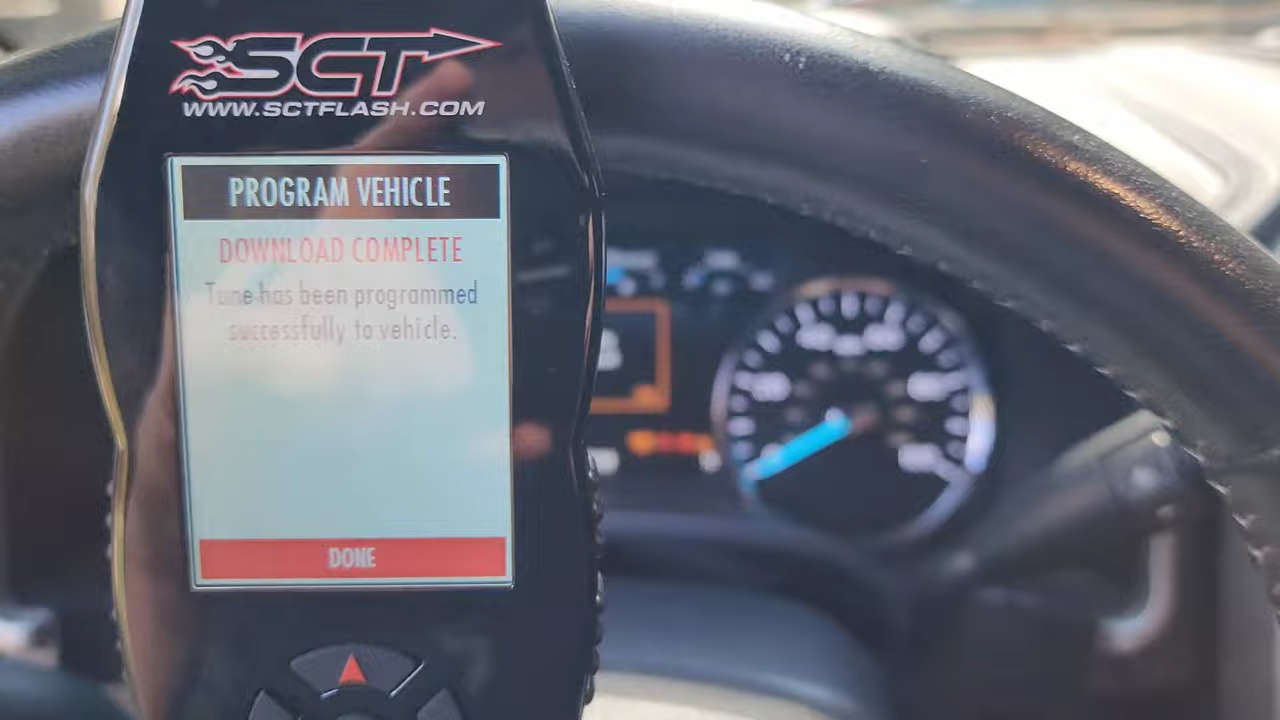 SCT
WWW.SCTFLASH.COM
PROGRAM VEHICLE
DOWNLOAD COMPLETE
Tune has been programmed
successfully to vehicle.
DONE